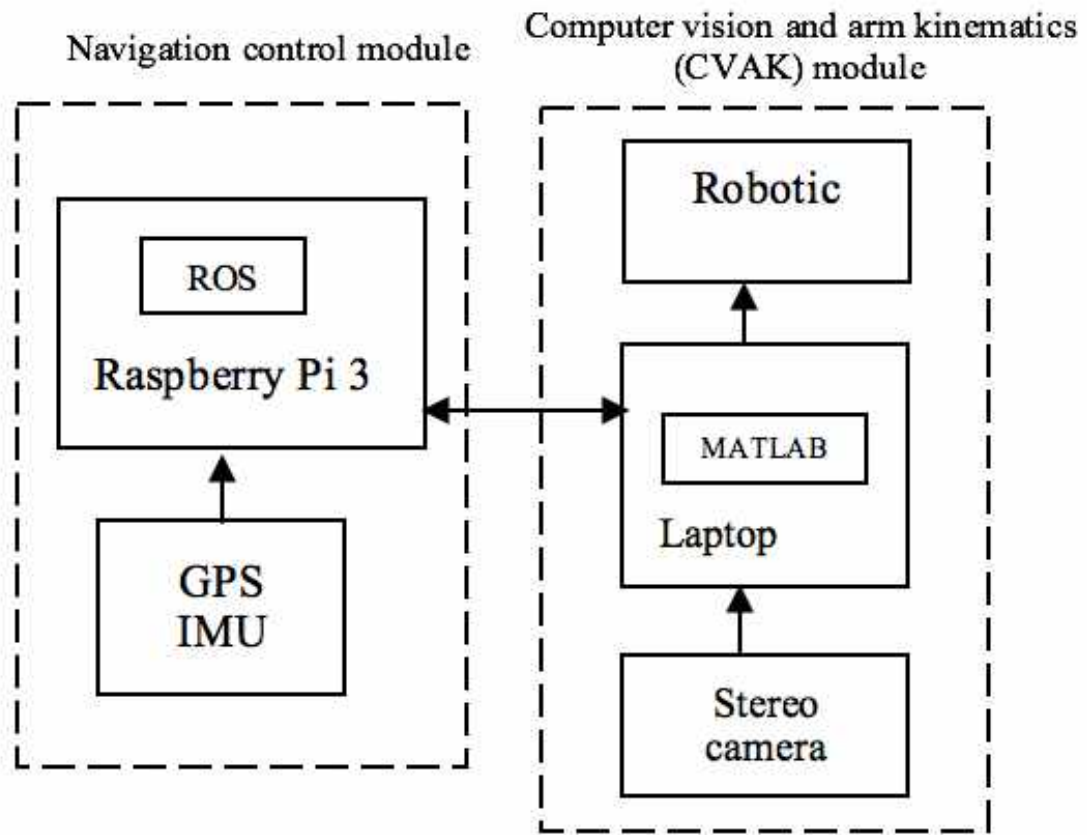 Navigation control module
ROS
Raspberry Pi 3
GPS
IMU
Computer vision and arm kinematics
(CVAK) module
Robotic
MATLAB
Laptop
Stereo
camera